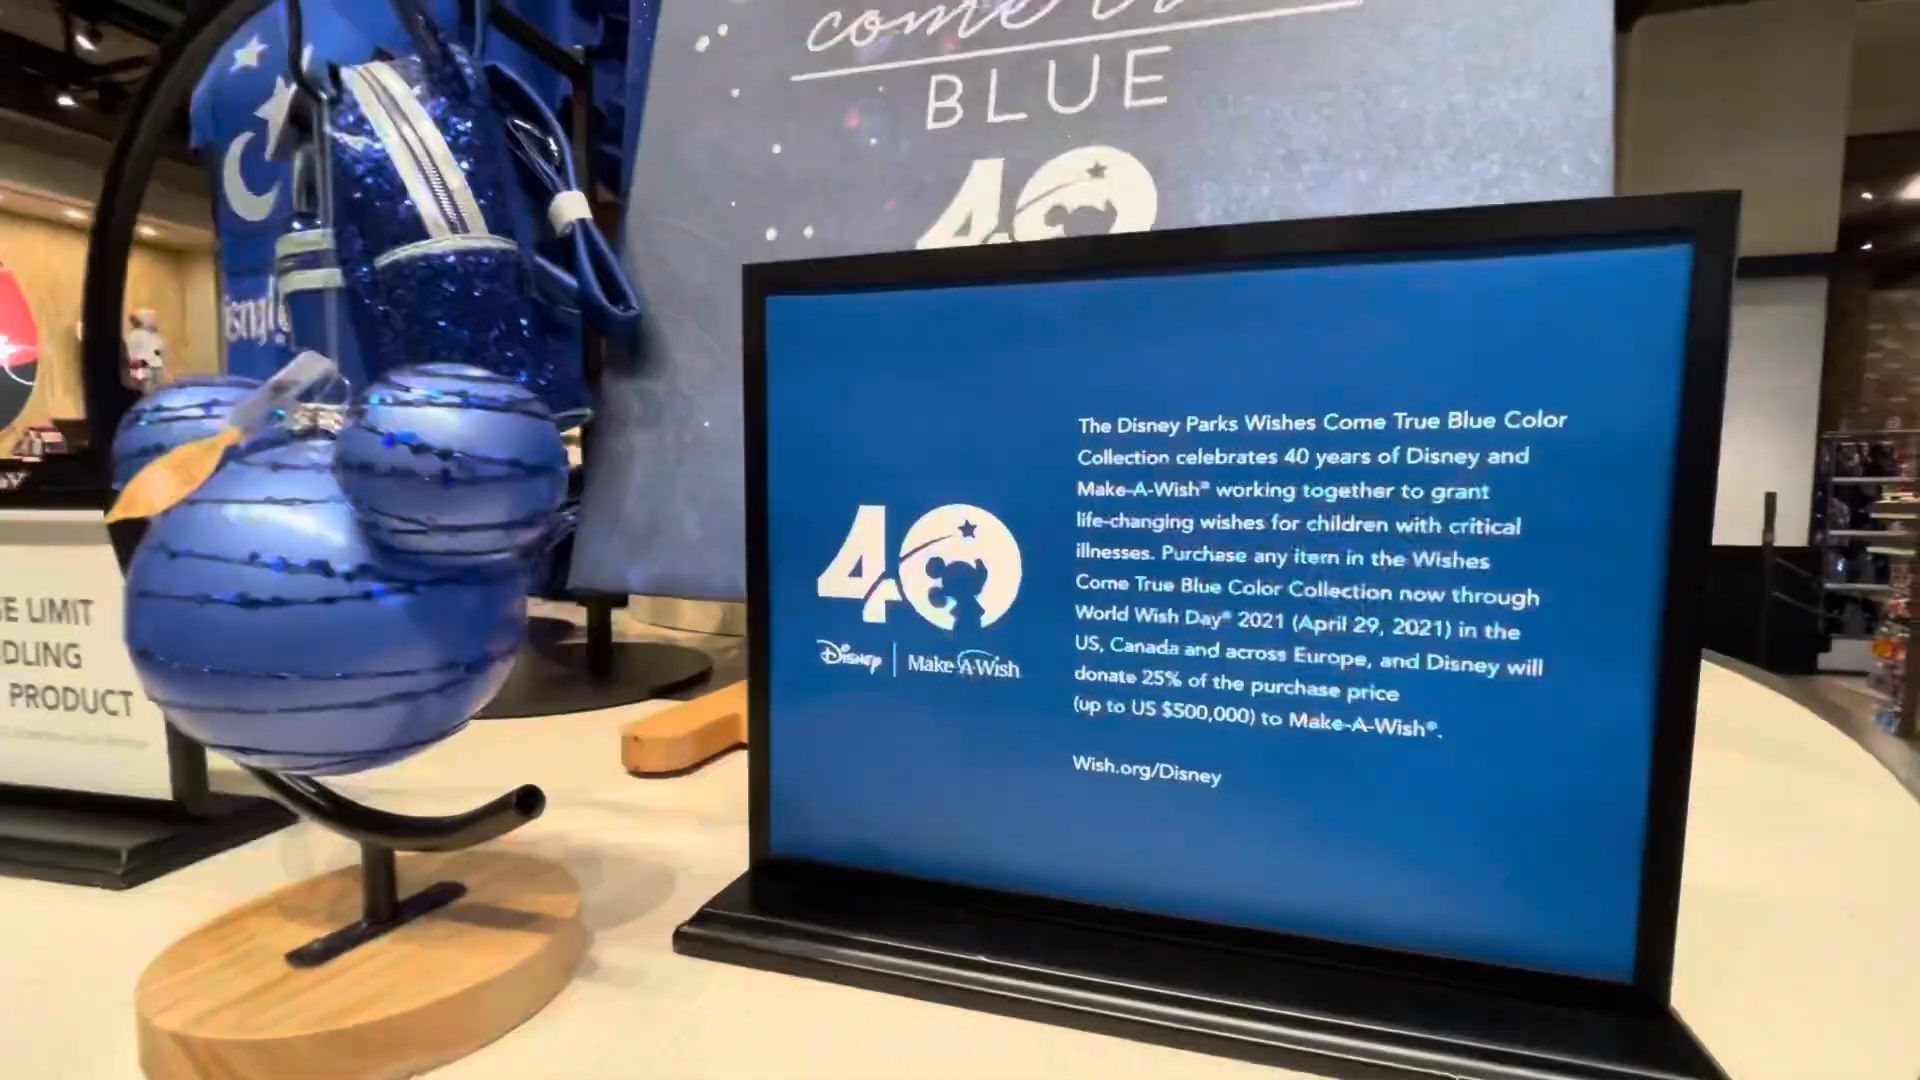 come
BLUE
40
The Disney Parks Wishes Come True Blue Color
Collection celebrates 40 years of Disney and
Make-A-Wish® working together to grant
life-changing wishes for children with critical
illnesses. Purchase any item in the Wishes
Come True Blue Color Collection now through
World Wish Day® 2021 (April 29, 2021) in the
US, Canada and across Europe, and Disney will
donate 25% of the purchase price
(up to US $500,000) to Make-A-Wish®.
Wish.org/Disney
40
Disney | Make-A-Wish
LIMIT
PRODUCT